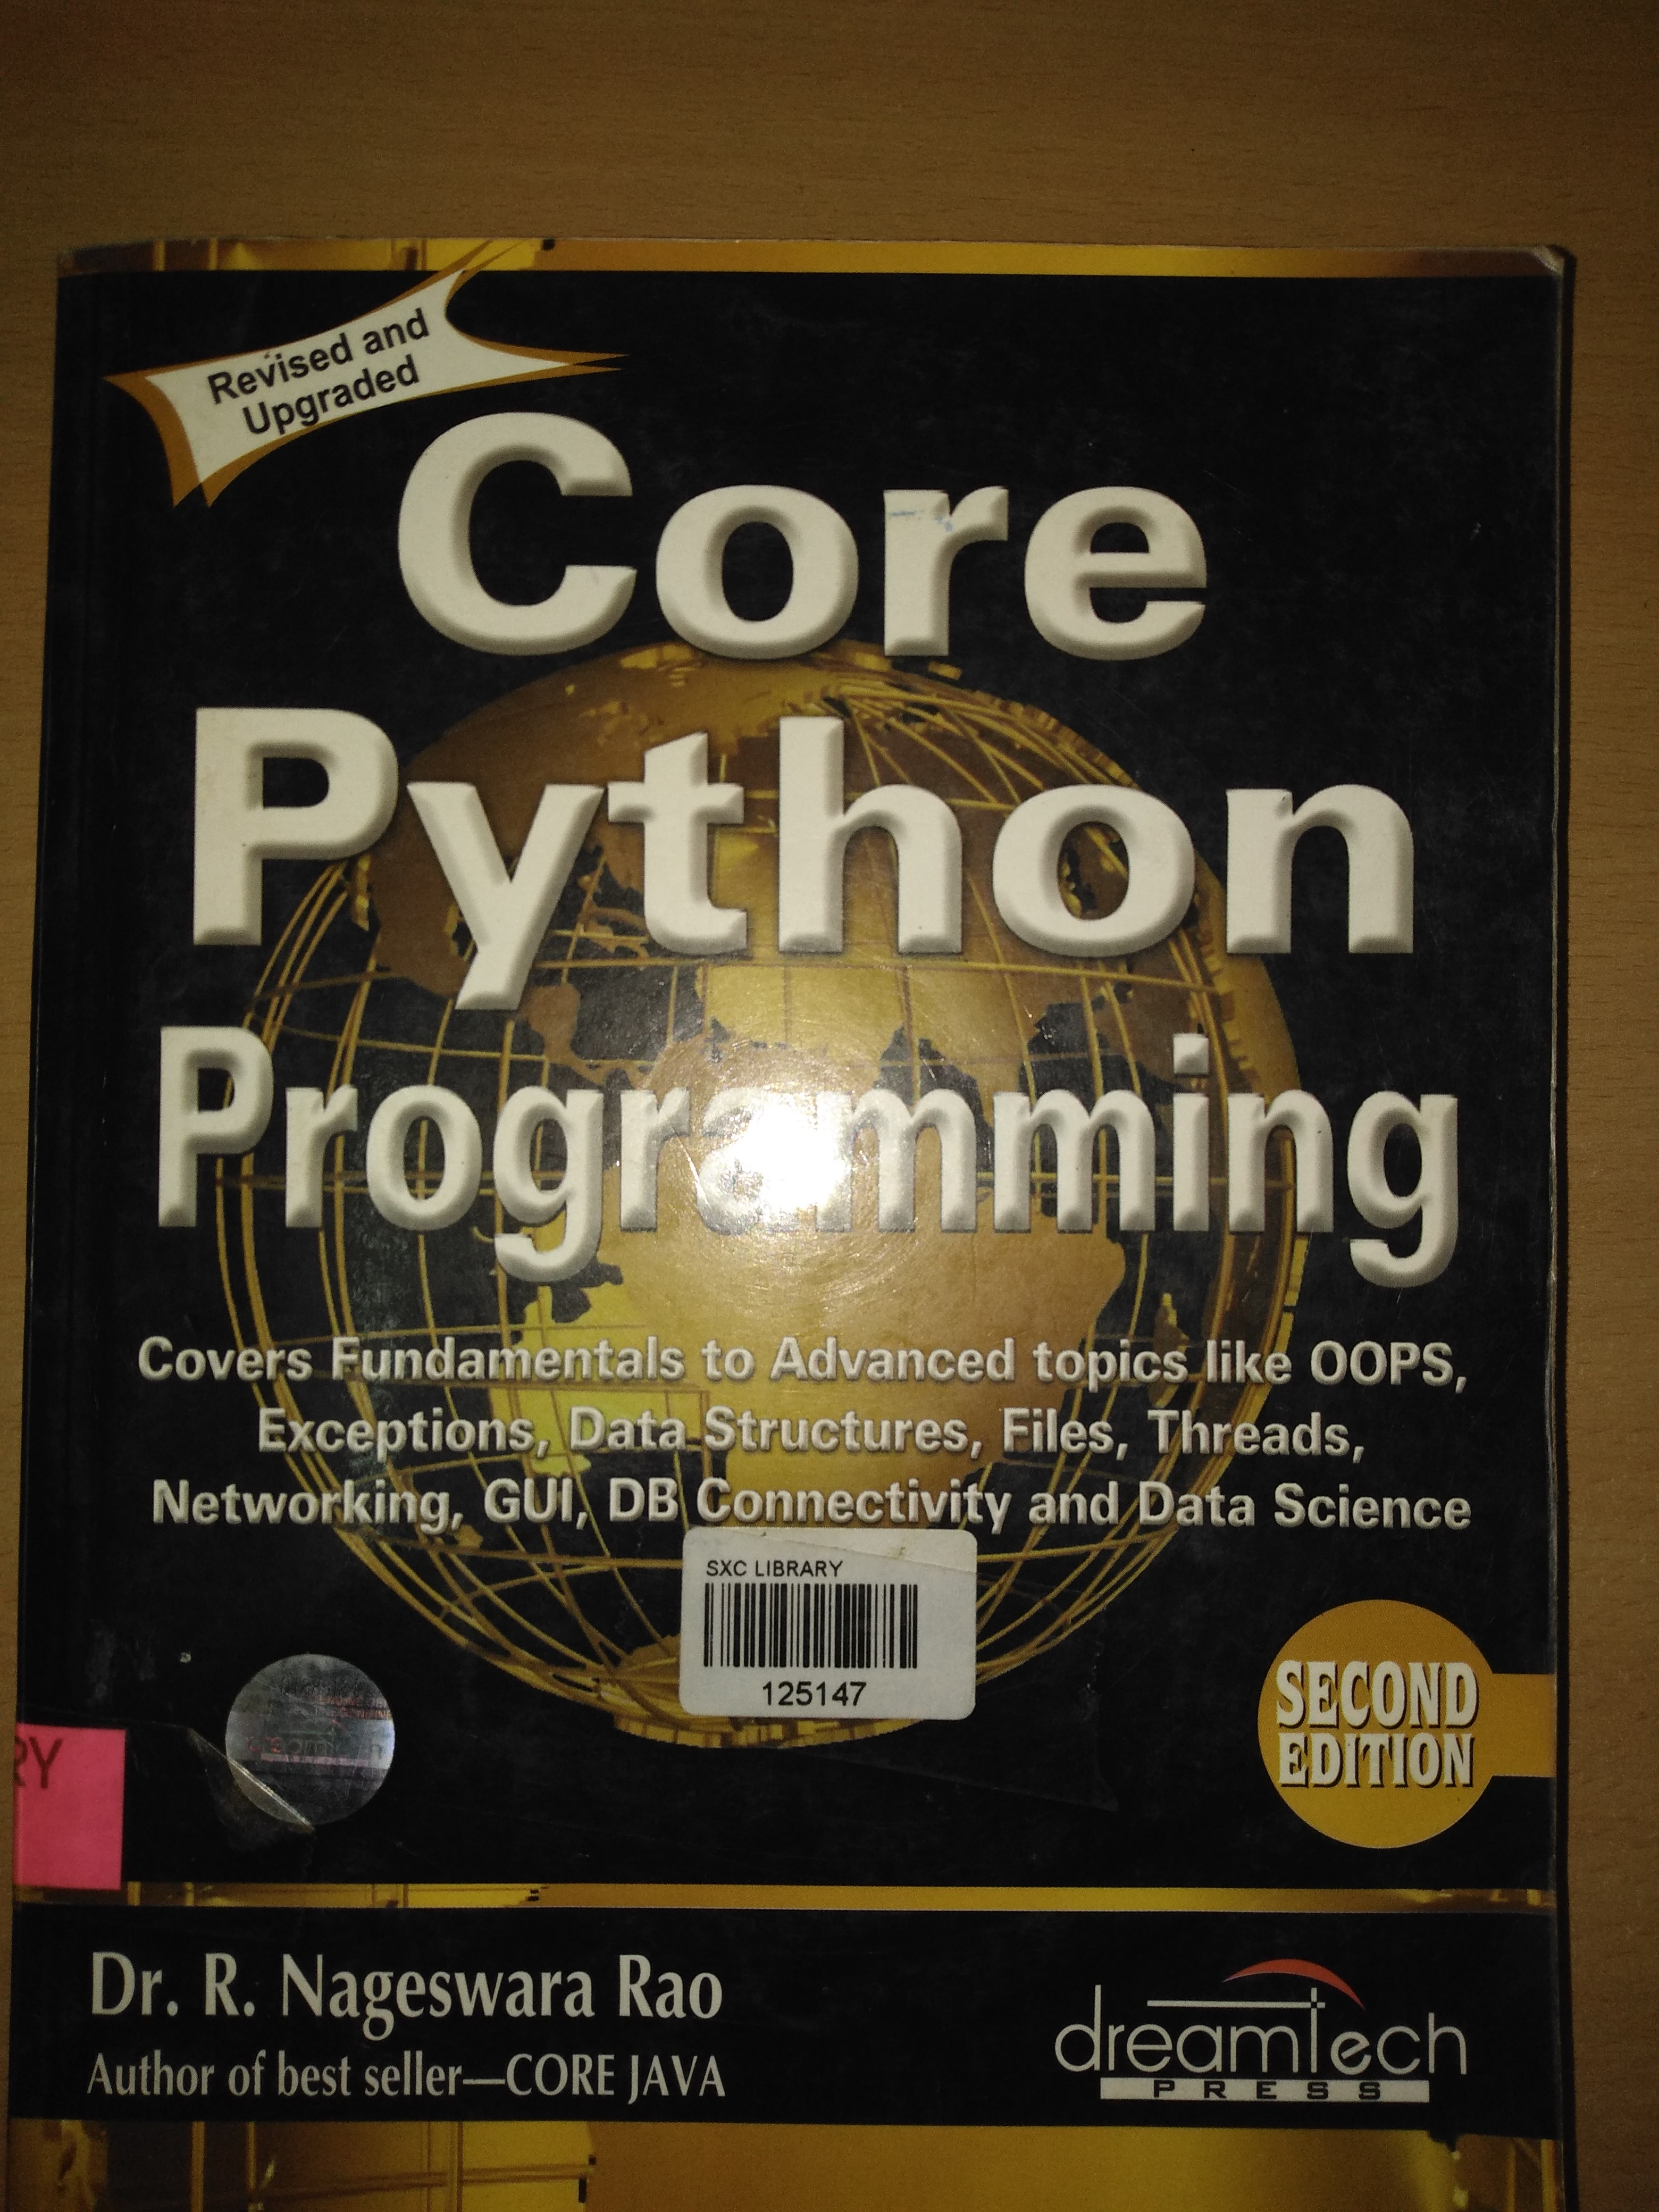 Revised and
Upgraded
Core
Python
Programming
Covers Fundamentals to Advanced topics like OOPS,
Exceptions, Data Structures, Files, Threads,
Networking, GUI, DB Connectivity and Data Science
SXC LIBRARY
125147
SECOND
EDITION
RY
dreamtech
Dr. R. Nageswara Rao
Author of best seller—CORE JAVA
dreamtech
PRESS